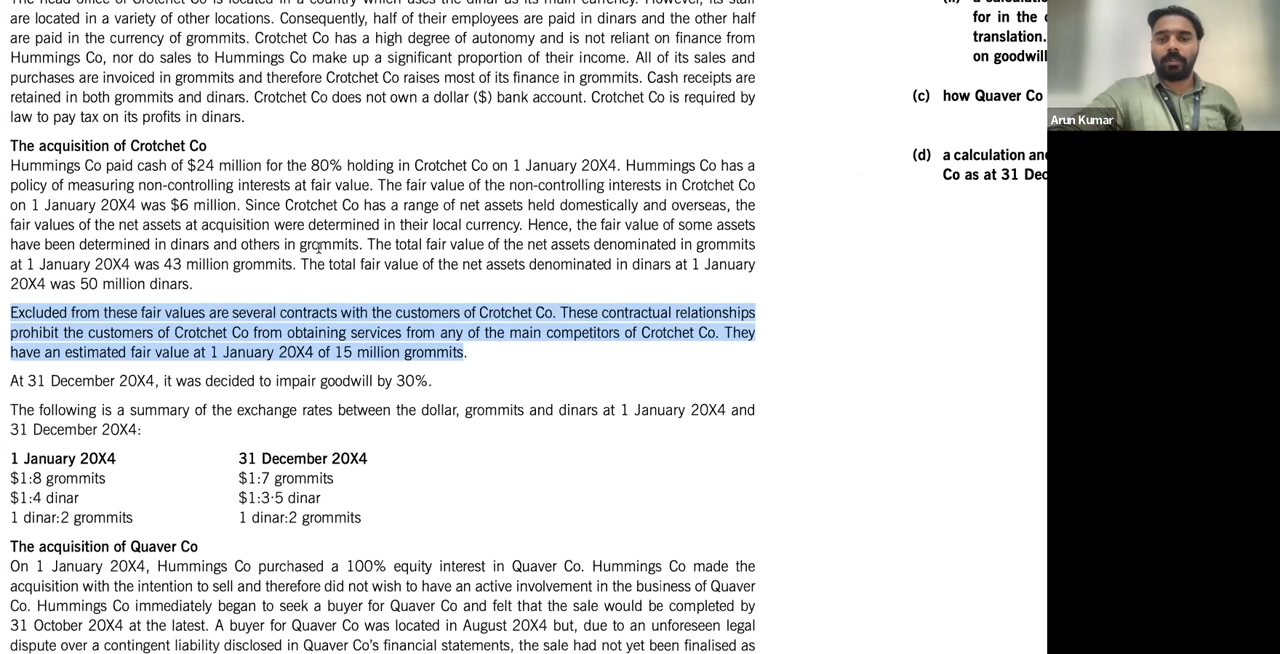 The head office of Crotchet Co is located in a country which uses the dinar as its main currency. However, its staff
are located in a variety of other locations. Consequently, half of their employees are paid in dinars and the other half
are paid in the currency of grommits. Crotchet Co has a high degree of autonomy and is not reliant on finance from
Hummings Co, nor do sales to Hummings Co make up a significant proportion of their income. All of its sales and
purchases are invoiced in grommits and therefore Crotchet Co raises most of its finance in grommits. Cash receipts are
retained in both grommits and dinars. Crotchet Co does not own a dollar ($) bank account. Crotchet Co is required by
law to pay tax on its profits in dinars.
The acquisition of Crotchet Co
Hummings Co paid cash of $24 million for the 80% holding in Crotchet Co on 1 January 20X4. Hummings Co has a
policy of measuring non-controlling interests at fair value. The fair value of the non-controlling interests in Crotchet Co
on 1 January 20X4 was $6 million. Since Crotchet Co has a range of net assets held domestically and overseas, the
fair values of the net assets at acquisition were determined in their local currency. Hence, the fair value of some assets
have been determined in dinars and others in grommits. The total fair value of the net assets denominated in grommits
at 1 January 20X4 was 43 million grommits. The total fair value of the net assets denominated in dinars at 1 January
20X4 was 50 million dinars.
Excluded from these fair values are several contracts with the customers of Crotchet Co. These contractual relationships
prohibit the customers of Crotchet Co from obtaining services from any of the main competitors of Crotchet Co. They
have an estimated fair value at 1 January 20X4 of 15 million grommits.
At 31 December 20X4, it was decided to impair goodwill by 30%.
The following is a summary of the exchange rates between the dollar, grommits and dinars at 1 January 20X4 and
31 December 20X4:
1 January 20X4 31 December 20X4
$1:8 grommits $1:7 grommits
$1:4 dinar $1:3·5 dinar
1 dinar:2 grommits 1 dinar:2 grommits
The acquisition of Quaver Co
On 1 January 20X4, Hummings Co purchased a 100% equity interest in Quaver Co. Hummings Co made the
acquisition with the intention to sell and therefore did not wish to have an active involvement in the business of Quaver
Co. Hummings Co immediately began to seek a buyer for Quaver Co and felt that the sale would be completed by
31 October 20X4 at the latest. A buyer for Quaver Co was located in August 20X4 but, due to an unforeseen legal
dispute over a contingent liability disclosed in Quaver Co's financial statements, the sale had not yet been finalised as
for in the
translation.
on goodwill
(c) how Quaver Co
(d) a calculation
Co as at 31 Dec
Arun Kumar